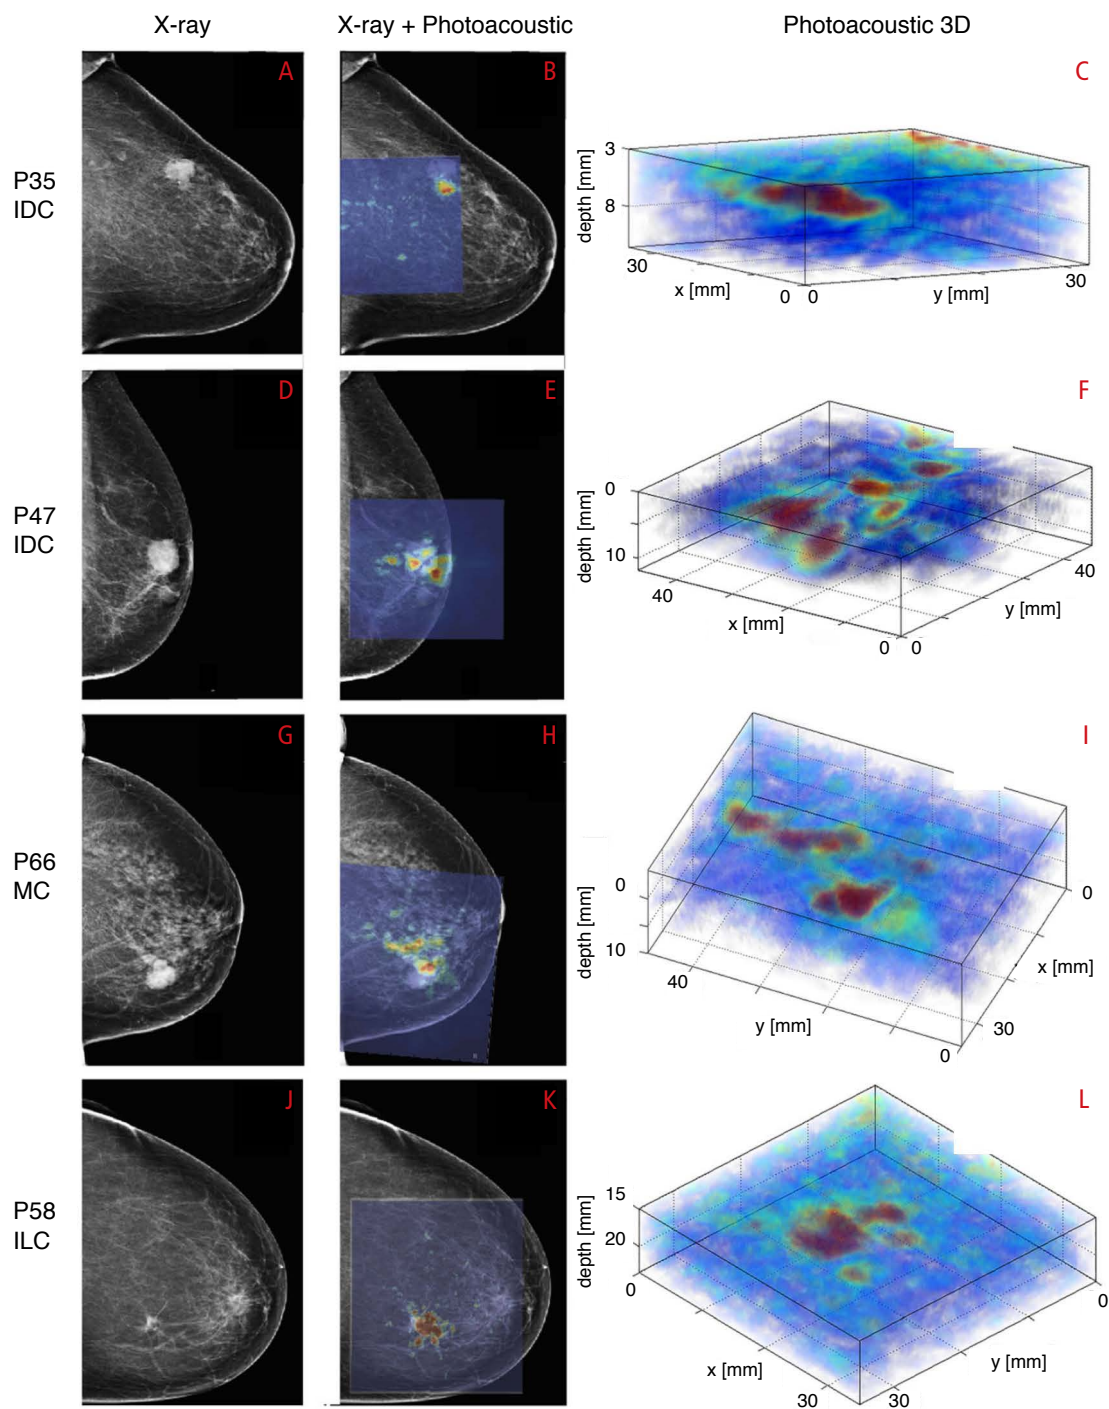 X-ray
X-ray + Photoacoustic
Photoacoustic 3D
P35
IDC
A
B
C
3
8
depth [mm]
30
x [mm]
0
0
y [mm]
30
P47
IDC
D
E
F
0
10
depth [mm]
40
x [mm]
0
0
y [mm]
40
P66
MC
G
H
I
0
10
depth [mm]
40
y [mm]
0
30
x [mm]
0
P58
ILC
J
K
L
15
20
depth [mm]
0
x [mm]
30
30
y [mm]
0